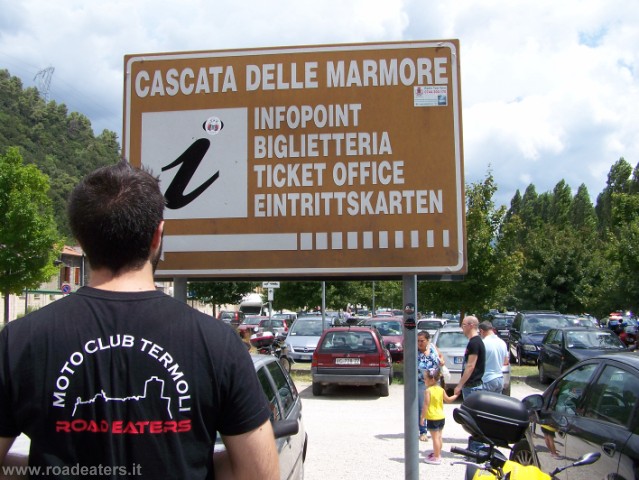 CASCATA DELLE MARMORE
i
INFOPOINT
BIGLIETTERIA
TICKET OFFICE
EINTRITTSKARTEN
MOTO CLUB TERMOLI
ROAD EATERS
www.roadeaters.it